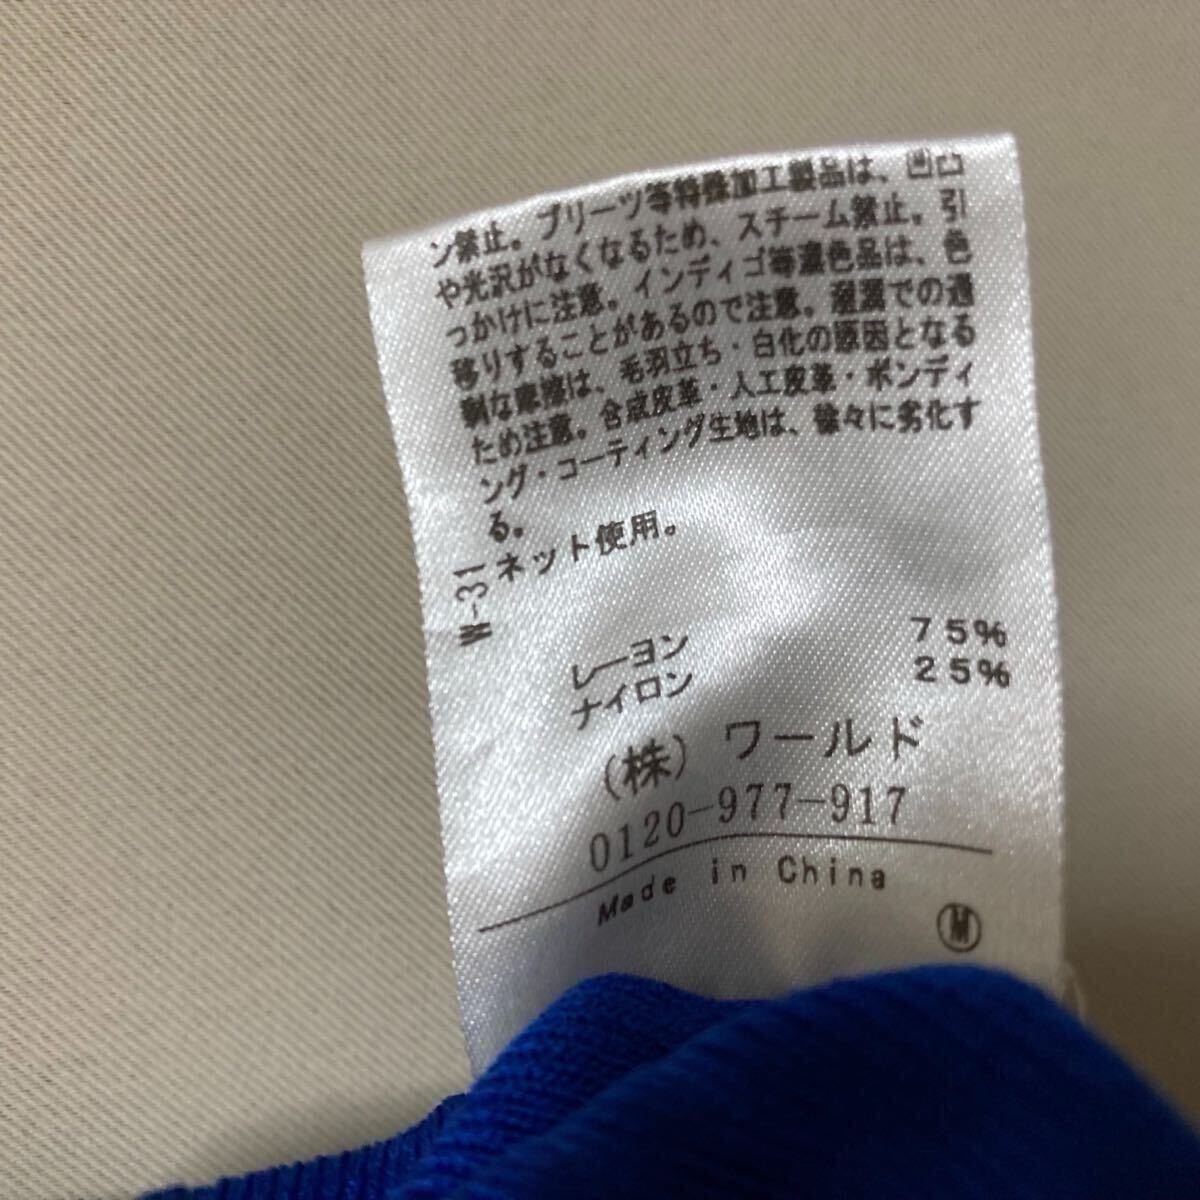 ン禁止。プリーツ等特殊加工製品は、凹凸
や光沢がなくなるため、スチーム禁止。引
っかけに注意。インディゴ等濃色品は、色
移りすることがあるので注意。湿潤での過
剰な摩擦は、毛羽立ち・白化の原因となる
ため注意。合成皮革・人工皮革・ボンディ
ング・コーティング生地は、徐々に劣化す
る。
ネット使用。
W-31
レーヨン 75%
ナイロン 25%
(株) ワールド
0120-977-917
Made in China
M